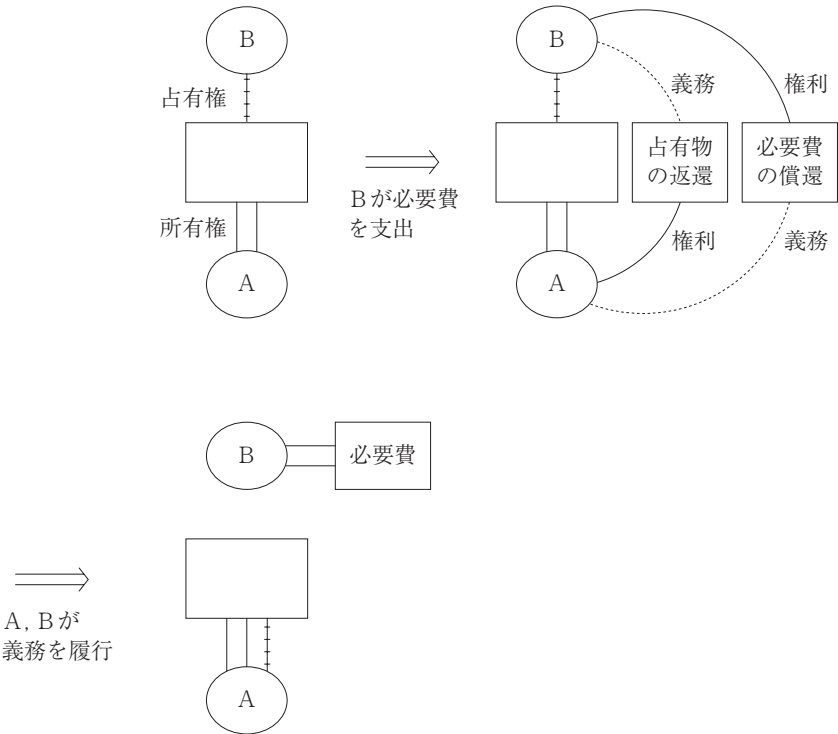 B
占有権
所有権
A
Bが必要費
を支出
B
義務
権利
占有物
の返還
必要費
の償還
権利
義務
A
B
必要費
A, Bが
義務を履行
A